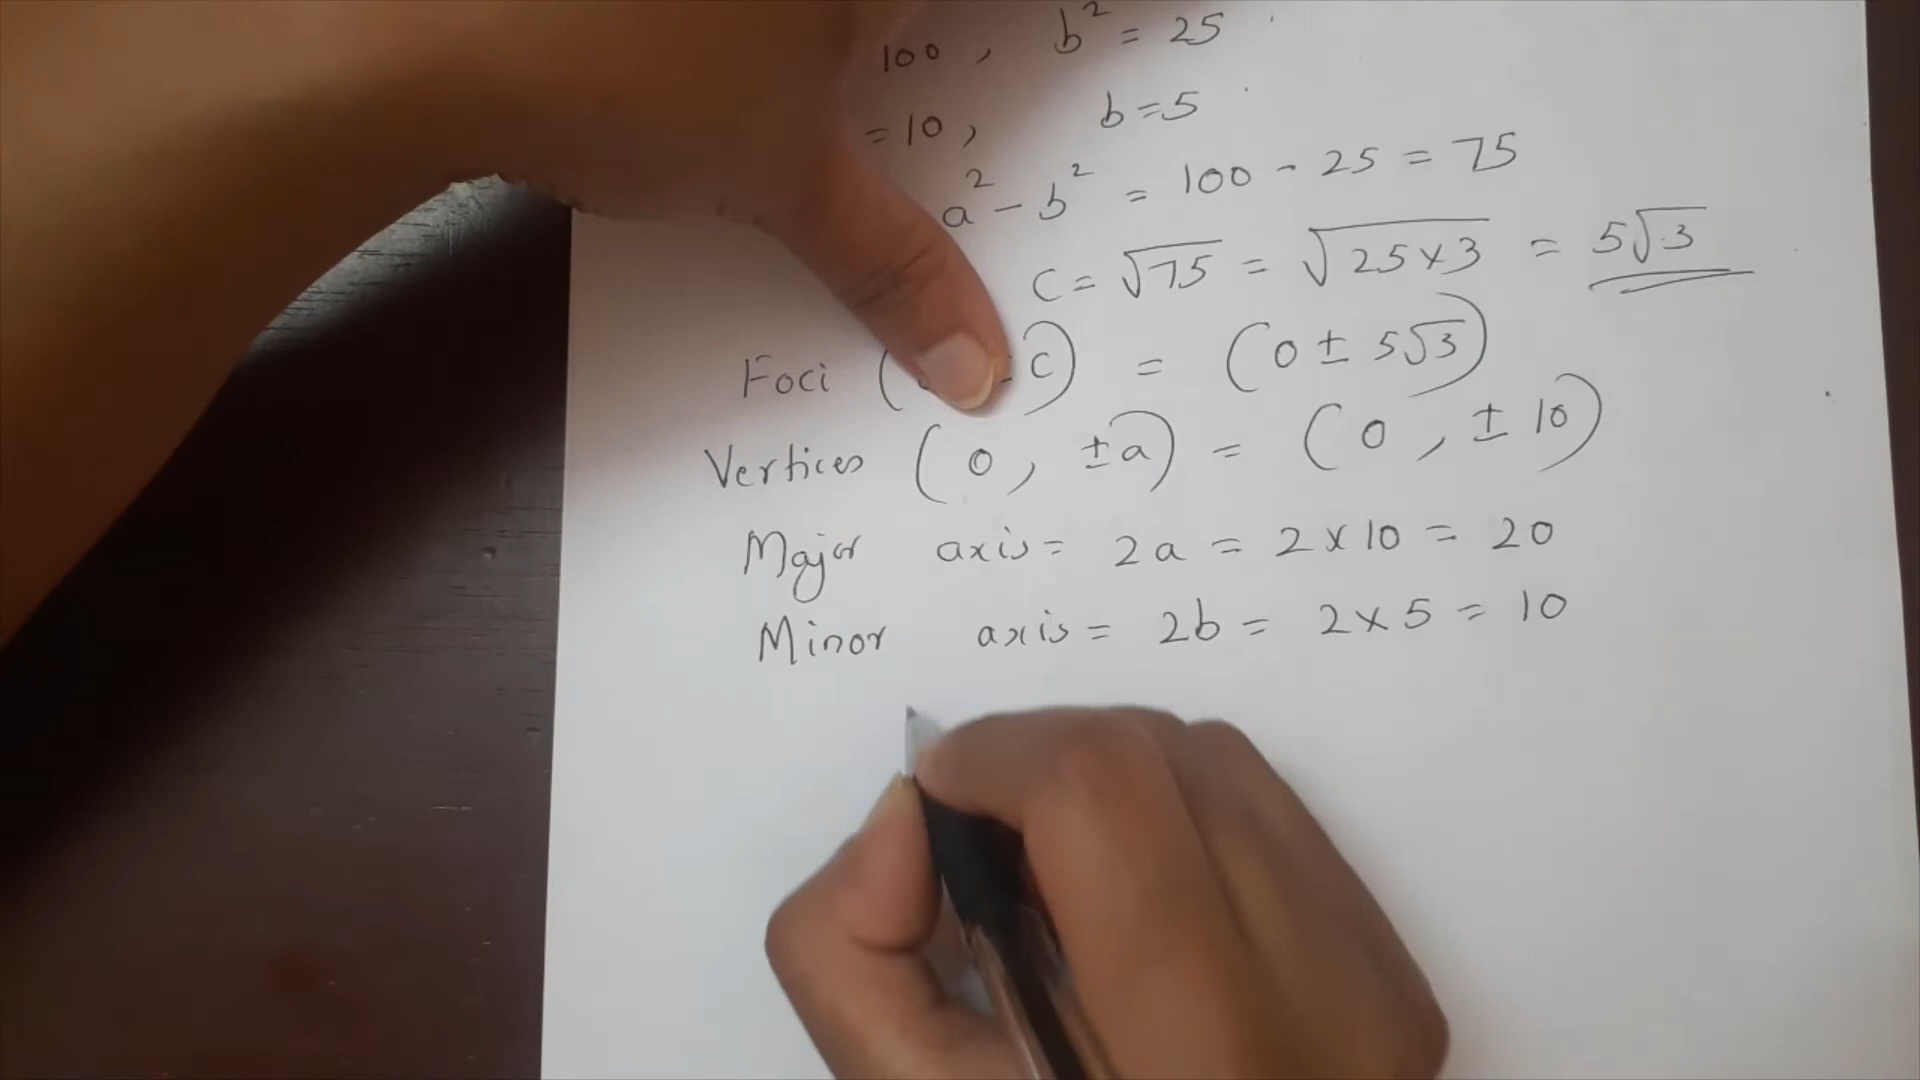 100 , b² = 25
= 10 , b = 5
a² - b² = 100 - 25 = 75
c = √75 = √25×3 = 5√3
Foci ( c) = (0 ± 5√3)
Vertices (0, ±a) = (0, ±10)
Major axis = 2a = 2×10 = 20
Minor axis = 2b = 2×5 = 10